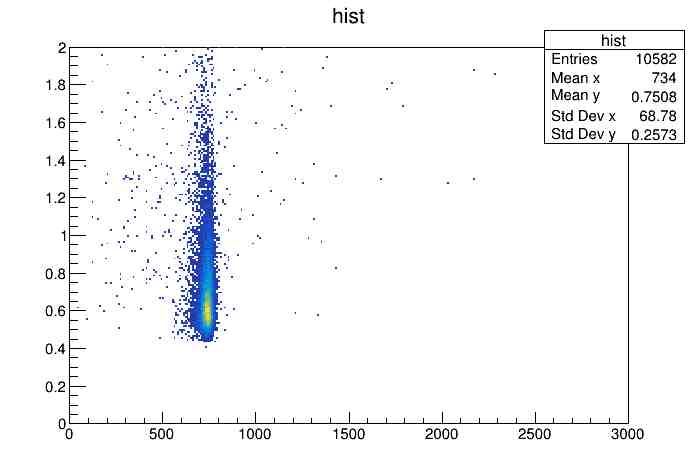 hist
hist
Entries 10582
Mean x 734
Mean y 0.7508
Std Dev x 68.78
Std Dev y 0.2573
2
1.8
1.6
1.4
1.2
1
0.8
0.6
0.4
0.2
0
0 500 1000 1500 2000 2500 3000